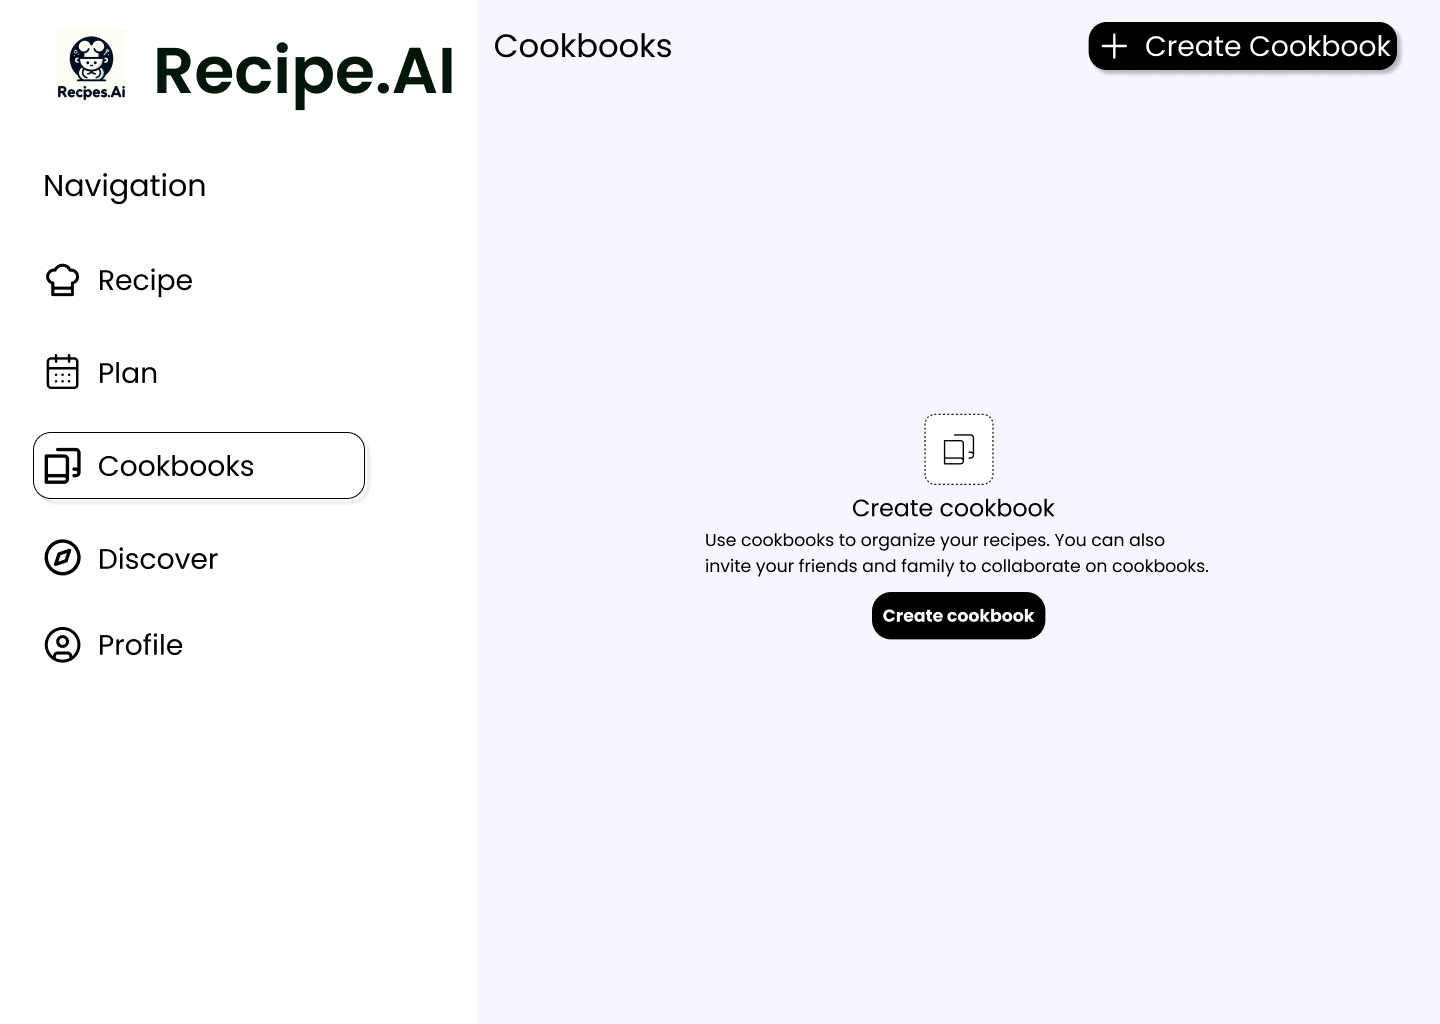 Recipes.Ai
Recipe.AI
Navigation
Recipe
Plan
Cookbooks
Discover
Profile
Cookbooks
Create Cookbook
Create cookbook
Use cookbooks to organize your recipes. You can also
invite your friends and family to collaborate on cookbooks.
Create cookbook